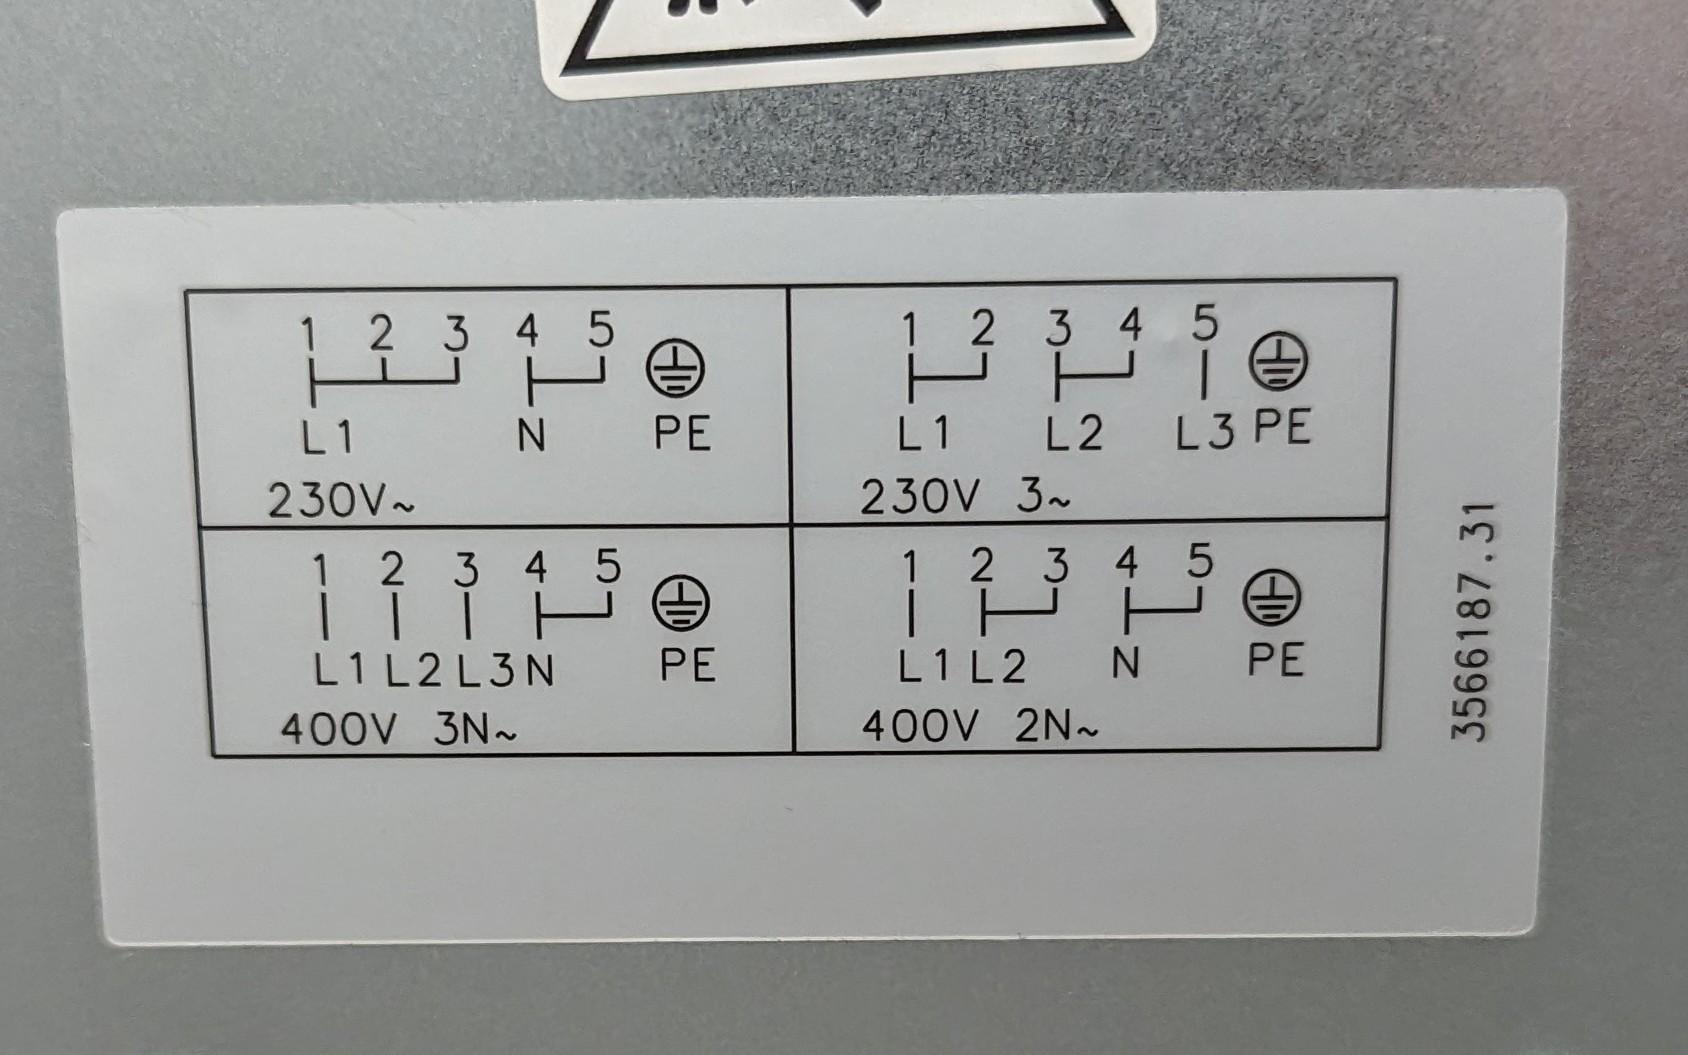 1 2 3 4 5
L1 N PE
230V~
1 2 3 4 5
L1 L2 L3 PE
230V 3~
1 2 3 4 5
L1 L2 L3 N PE
400V 3N~
1 2 3 4 5
L1 L2 N PE
400V 2N~
3566187.31